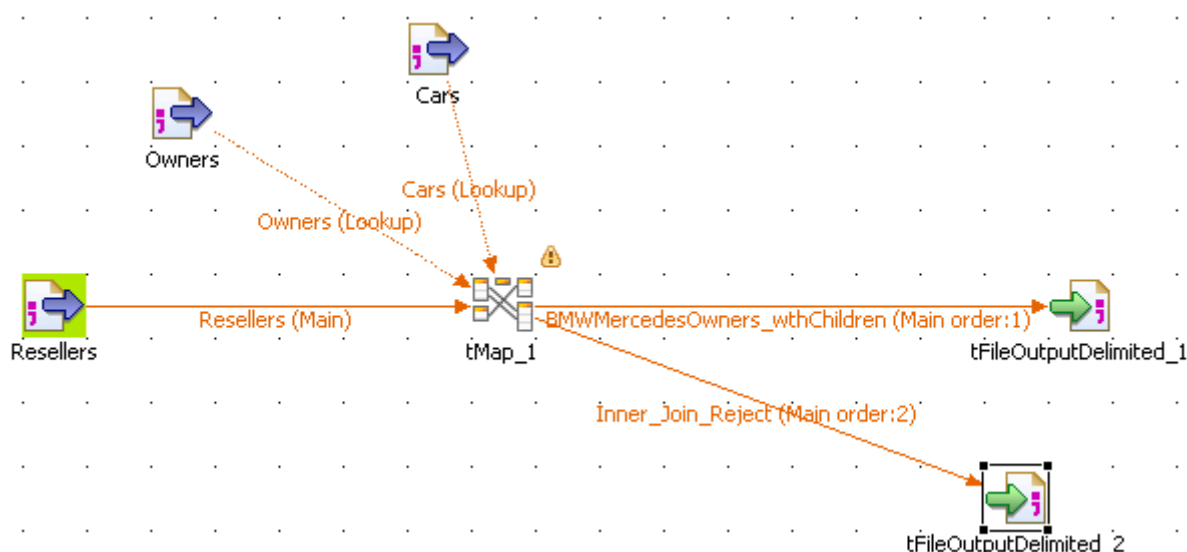 Cars
Owners
Cars (Lookup)
Owners (Lookup)
Resellers (Main)
BMWMercedesOwners_wthChildren (Main order:1)
Resellers
tMap_1
tFileOutputDelimited_1
Inner_Join_Reject (Main order:2)
tFileOutputDelimited_2